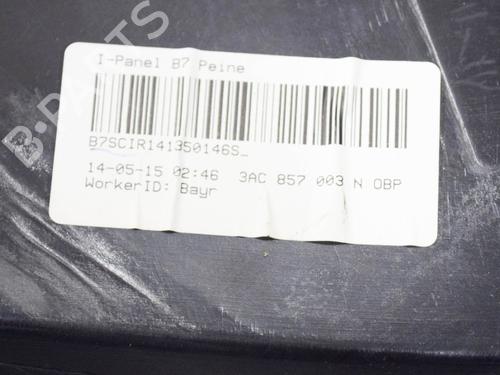 I-Panel B7 Peine
B7SCIR141350146S_
14-05-15 02:46 3AC 857 003 N OBP
WorkerID: Bayr
B-PARTS